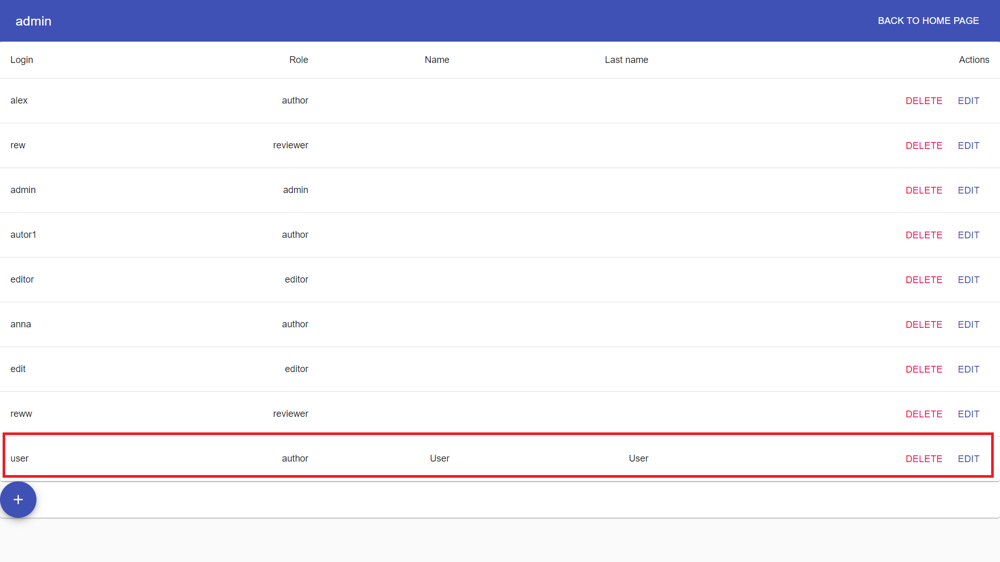 admin BACK TO HOME PAGE
Login Role Name Last name Actions
alex author DELETE EDIT
rew reviewer DELETE EDIT
admin admin DELETE EDIT
autor1 author DELETE EDIT
editor editor DELETE EDIT
anna author DELETE EDIT
edit editor DELETE EDIT
reww reviewer DELETE EDIT
user author User User DELETE EDIT
+